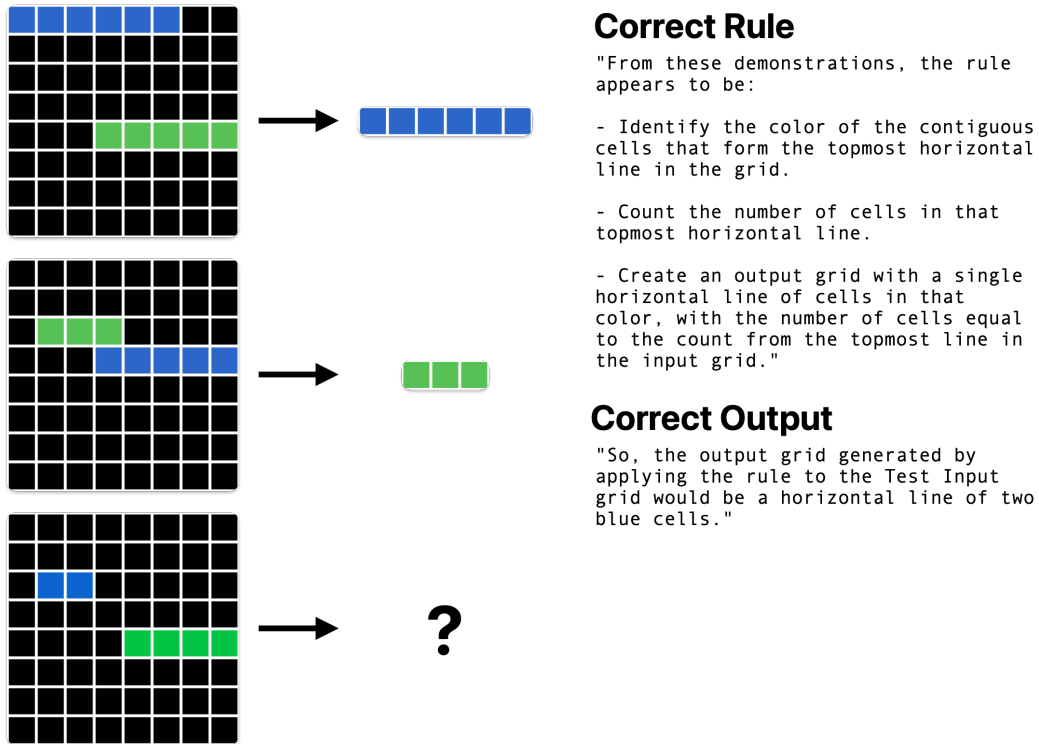 Correct Rule
"From these demonstrations, the rule
appears to be:
- Identify the color of the contiguous
cells that form the topmost horizontal
line in the grid.
- Count the number of cells in that
topmost horizontal line.
- Create an output grid with a single
horizontal line of cells in that
color, with the number of cells equal
to the count from the topmost line in
the input grid."
Correct Output
"So, the output grid generated by
applying the rule to the Test Input
grid would be a horizontal line of two
blue cells."
?